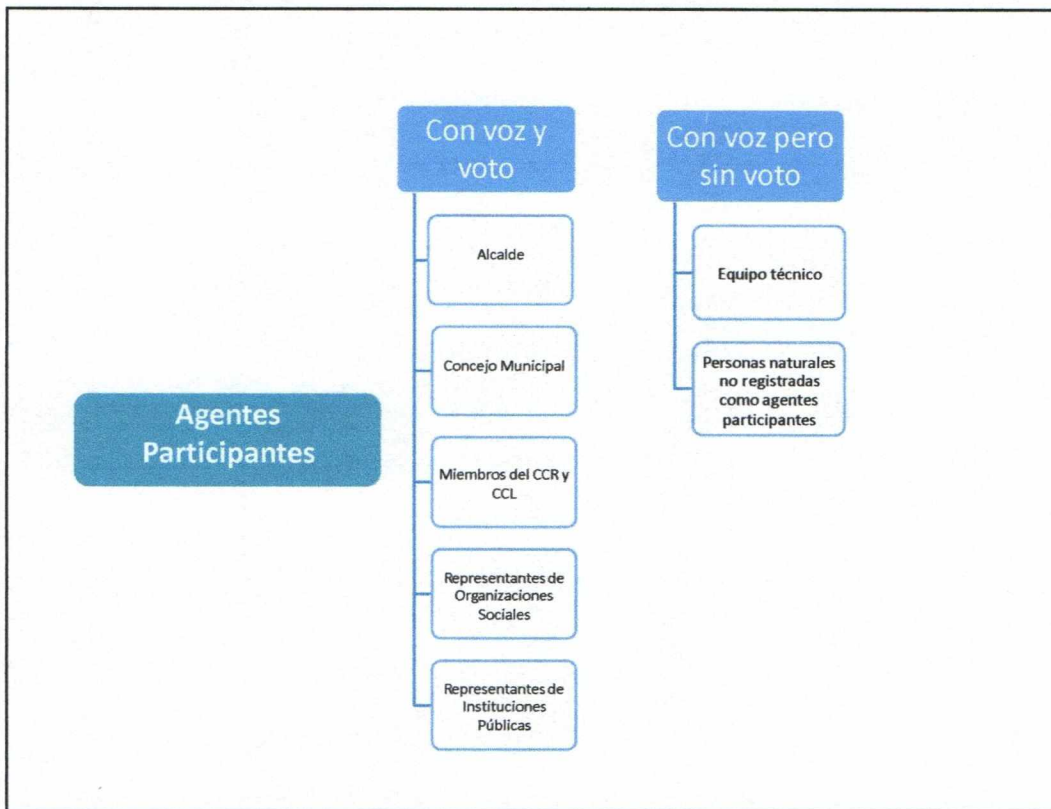 Agentes
Participantes
Con voz y
voto
Alcalde
Concejo Municipal
Miembros del CCR y
CCL
Representantes de
Organizaciones
Sociales
Representantes de
Instituciones
Públicas
Con voz pero
sin voto
Equipo técnico
Personas naturales
no registradas
como agentes
participantes